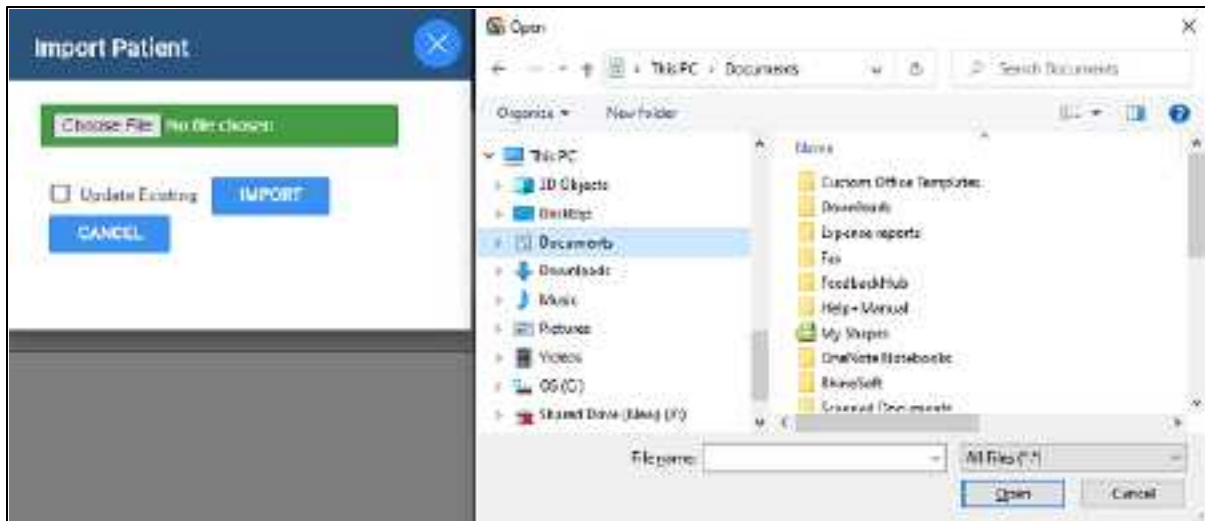 Import Patient
Choose File No file chosen
Update Existing IMPORT
CANCEL
Open
This PC › Documents
Search Documents
Organize New folder
This PC
3D Objects
Desktop
Documents
Downloads
Music
Pictures
Videos
OS (C:)
Shared Drive
Name
Custom Office Templates
Downloads
Expense reports
Fax
FeedbackHub
Help+Manual
My Shapes
OneNote Notebooks
Scanned Documents
File name: All Files (*.*)
Open Cancel